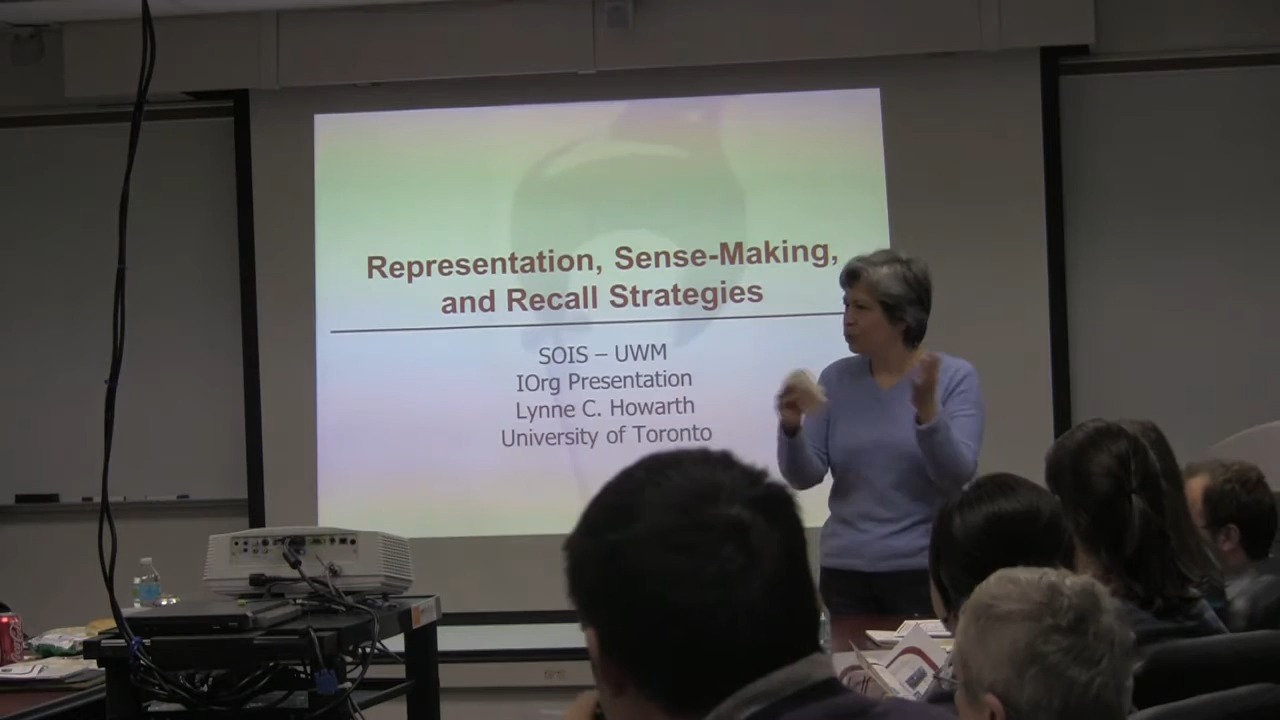 Representation, Sense-Making,
and Recall Strategies
SOIS – UWM
IOrg Presentation
Lynne C. Howarth
University of Toronto